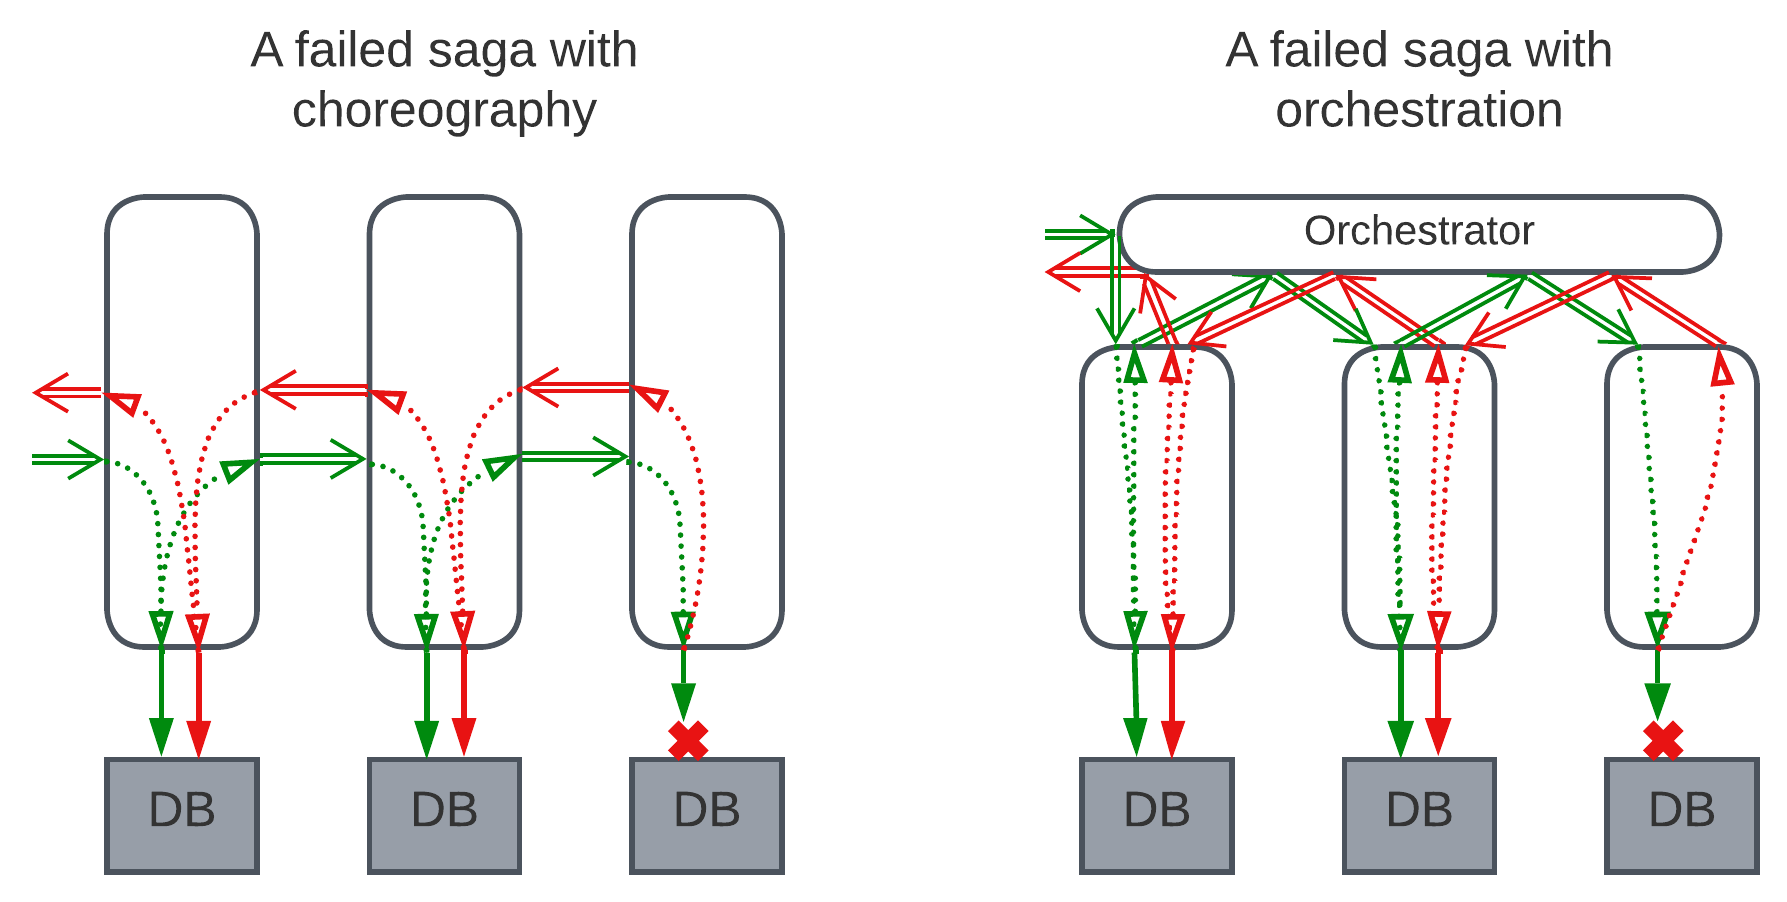 A failed saga with
choreography
A failed saga with
orchestration
Orchestrator
DB
DB
DB
DB
DB
DB